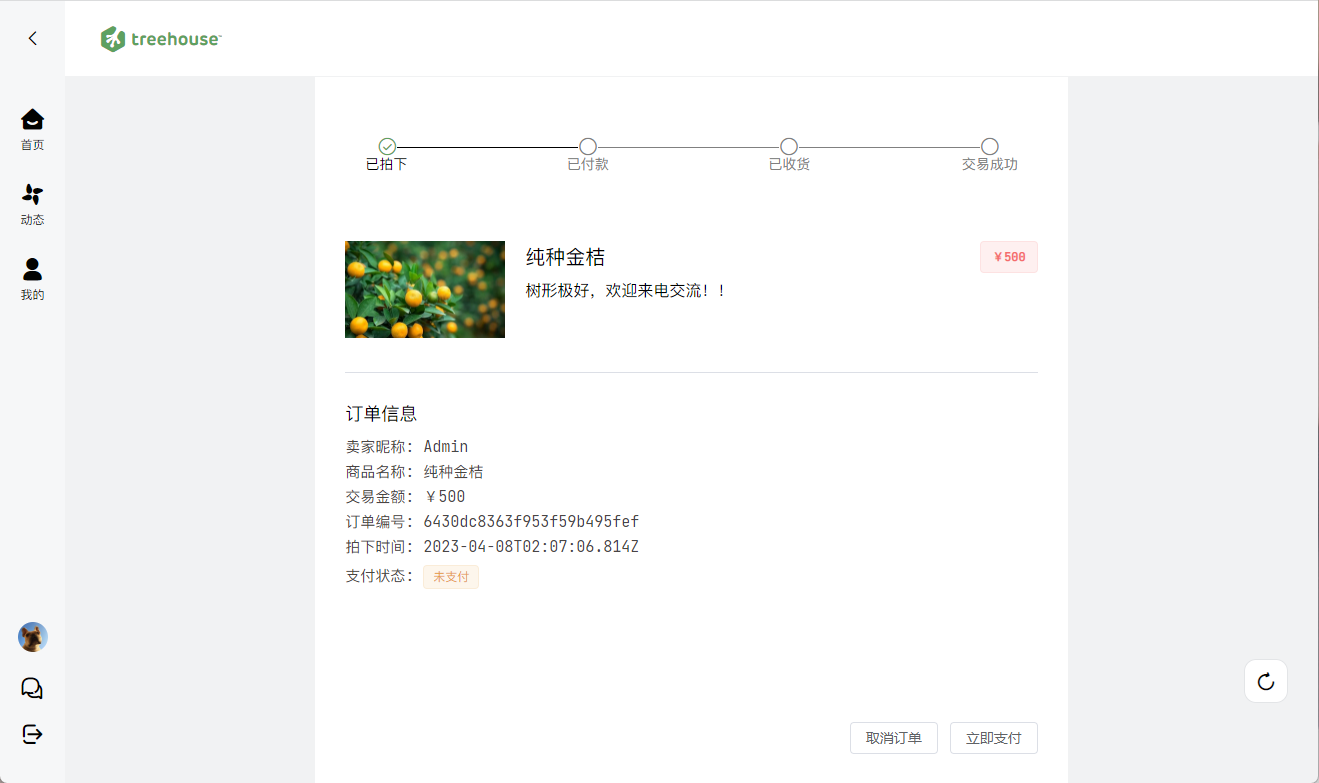 treehouse™
首页
动态
我的
已拍下
已付款
已收货
交易成功
纯种金桔
￥500
树形极好，欢迎来电交流！！
订单信息
卖家昵称： Admin
商品名称： 纯种金桔
交易金额： ￥500
订单编号： 6430dc8363f953f59b495fef
拍下时间： 2023-04-08T02:07:06.814Z
支付状态： 未支付
取消订单
立即支付